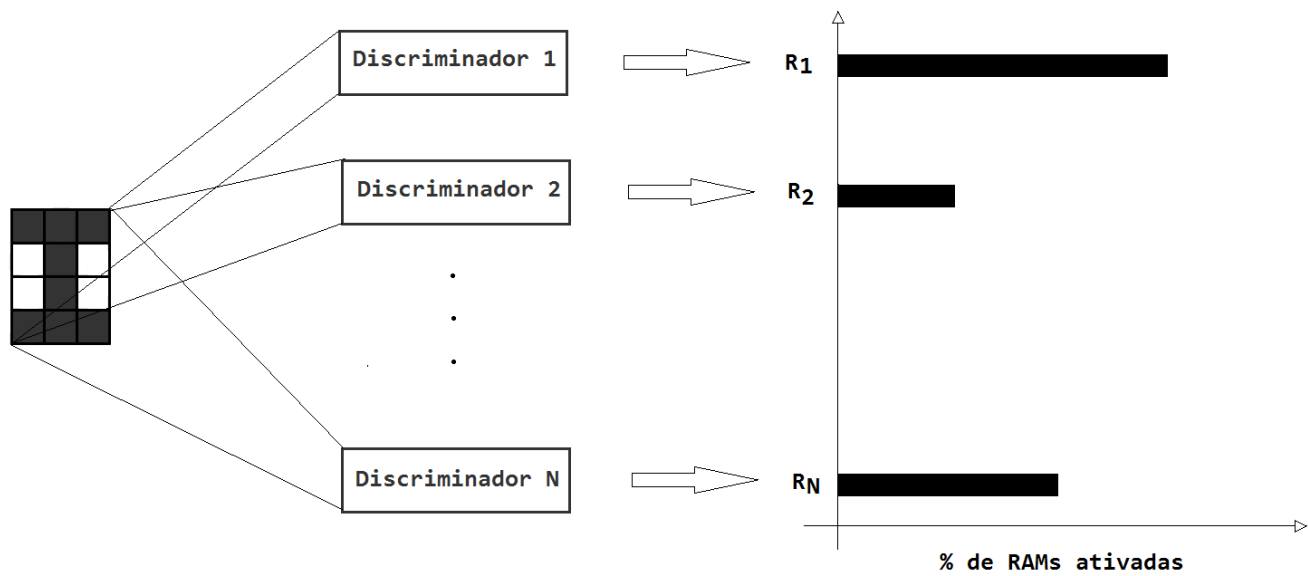 Discriminador 1
R1
Discriminador 2
R2
Discriminador N
RN
% de RAMs ativadas